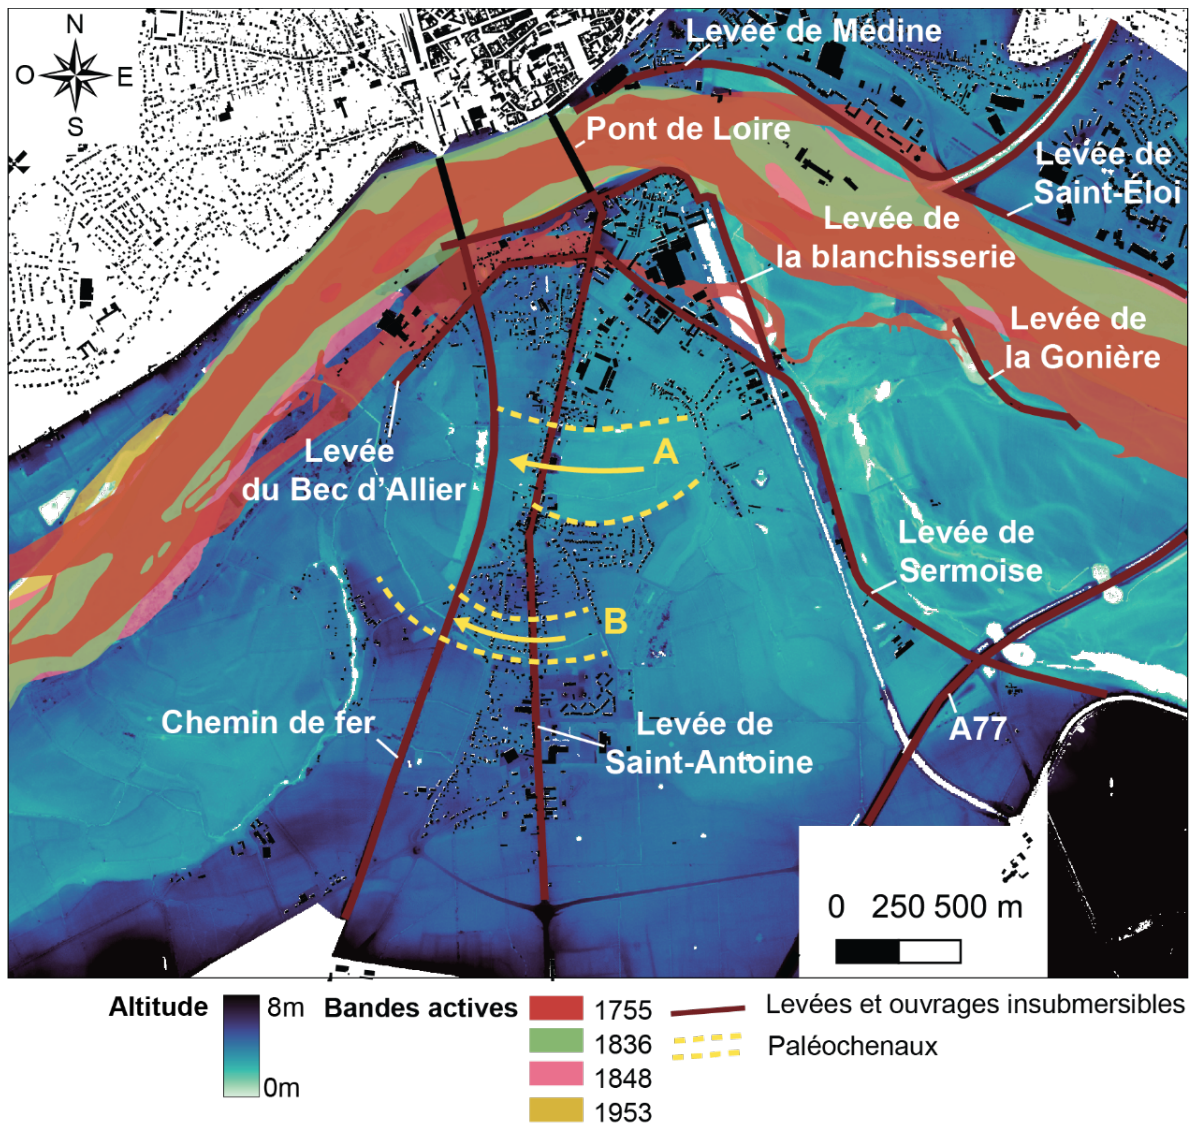 Levée de Médine
N
O
E
S
Pont de Loire
Levée de
Saint-Éloi
Levée de
la blanchisserie
Levée de
la Gonière
Levée
du Bec d'Allier
A
Levée de
Sermoise
B
Chemin de fer
Levée de
Saint-Antoine
A77
0 250 500 m
Altitude
8m
0m
Bandes actives
1755
1836
1848
1953
Levées et ouvrages insubmersibles
Paléochenaux